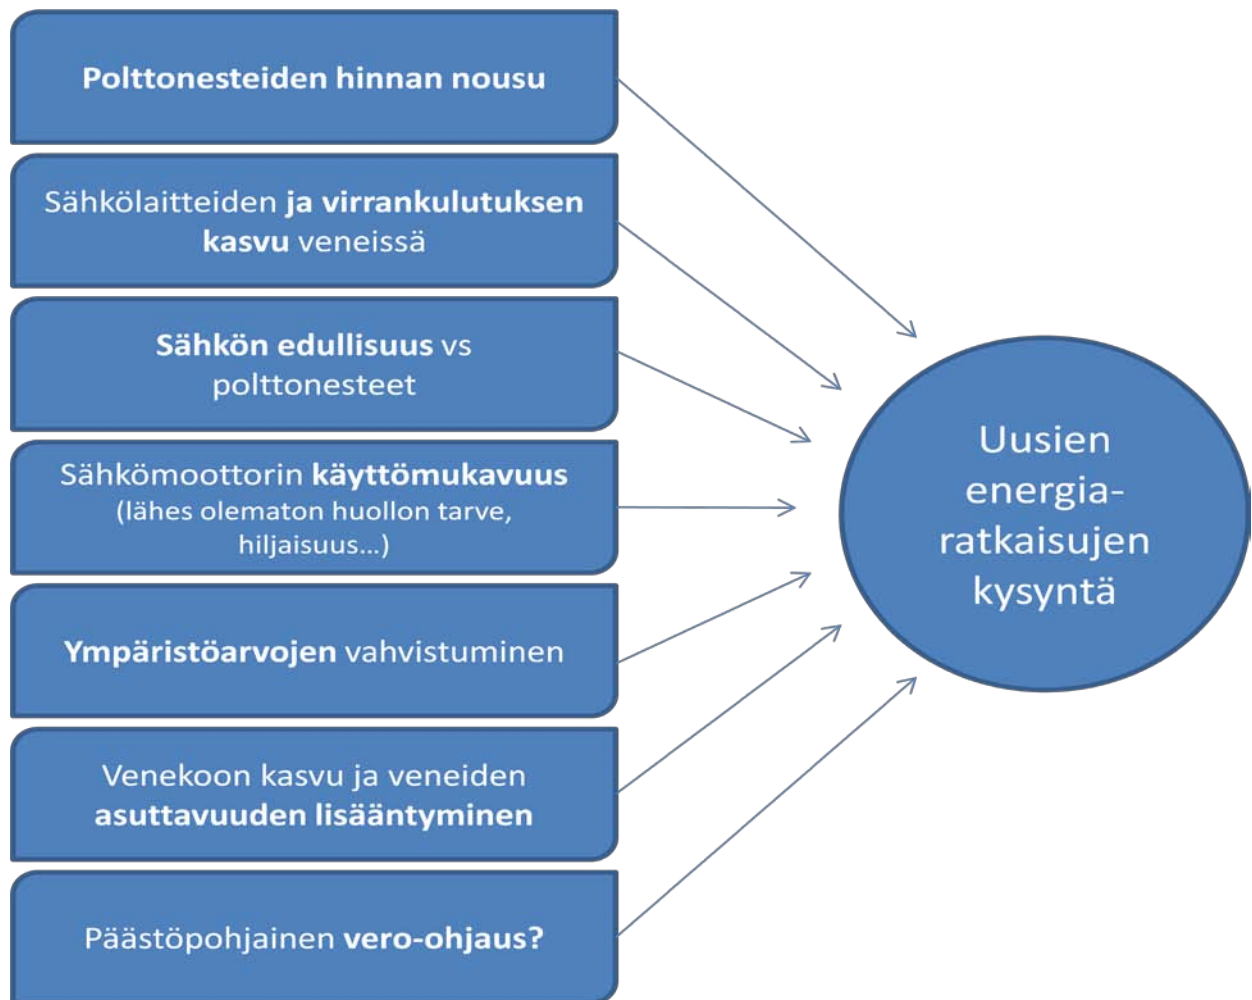 Polttonesteiden hinnan nousu
Sähkölaitteiden ja virrankulutuksen
kasvu veneissä
Sähkön edullisuus vs
polttonesteet
Sähkömoottorin käyttömukavuus
(lähes olematon huollon tarve,
hiljaisuus...)
Ympäristöarvojen vahvistuminen
Venekoon kasvu ja veneiden
asuttavuuden lisääntyminen
Päästöpohjainen vero-ohjaus?
Uusien
energia-
ratkaisujen
kysyntä